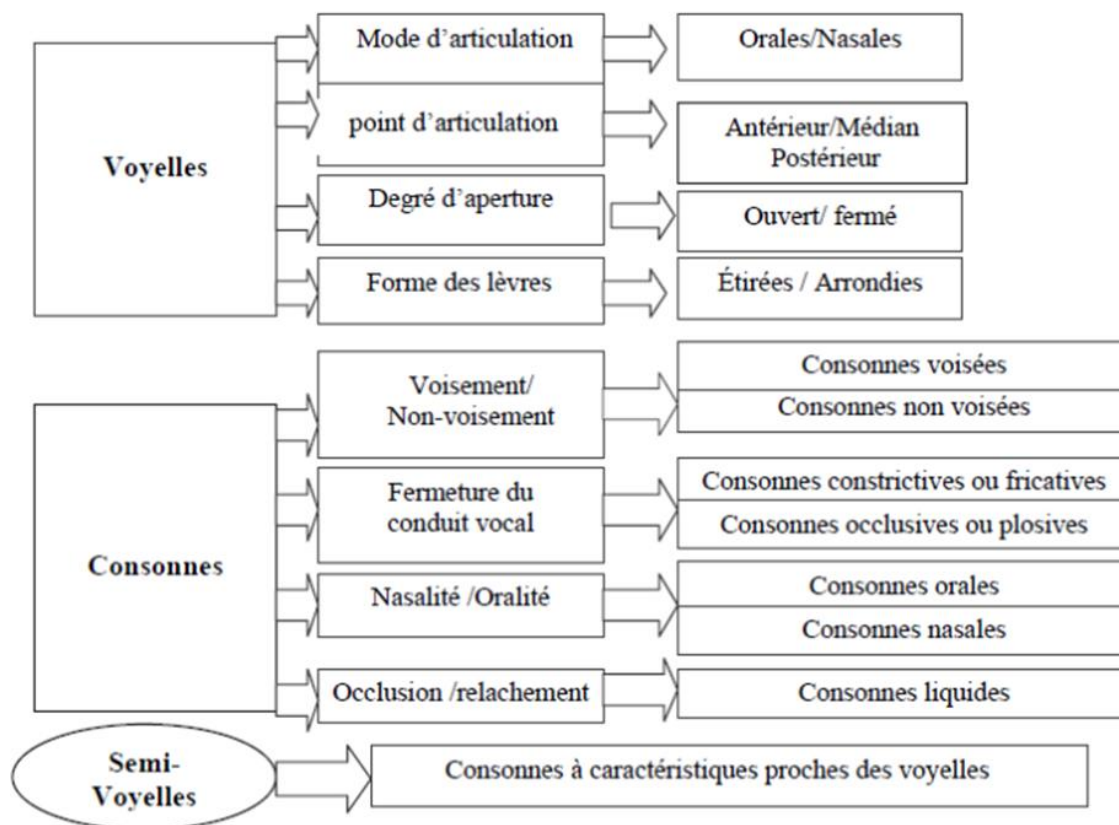 Voyelles
Mode d’articulation
Orales/Nasales
point d’articulation
Antérieur/Médian
Postérieur
Degré d’aperture
Ouvert/ fermé
Forme des lèvres
Étirées / Arrondies
Consonnes
Voisement/
Non-voisement
Consonnes voisées
Consonnes non voisées
Fermeture du
conduit vocal
Consonnes constrictives ou fricatives
Consonnes occlusives ou plosives
Nasalité /Oralité
Consonnes orales
Consonnes nasales
Occlusion /relachement
Consonnes liquides
Semi-
Voyelles
Consonnes à caractéristiques proches des voyelles